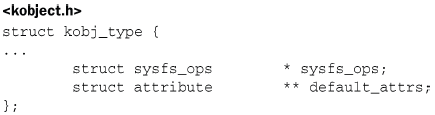 <kobject.h>
struct kobj_type {
...
        struct sysfs_ops        * sysfs_ops;
        struct attribute        ** default_attrs;
};